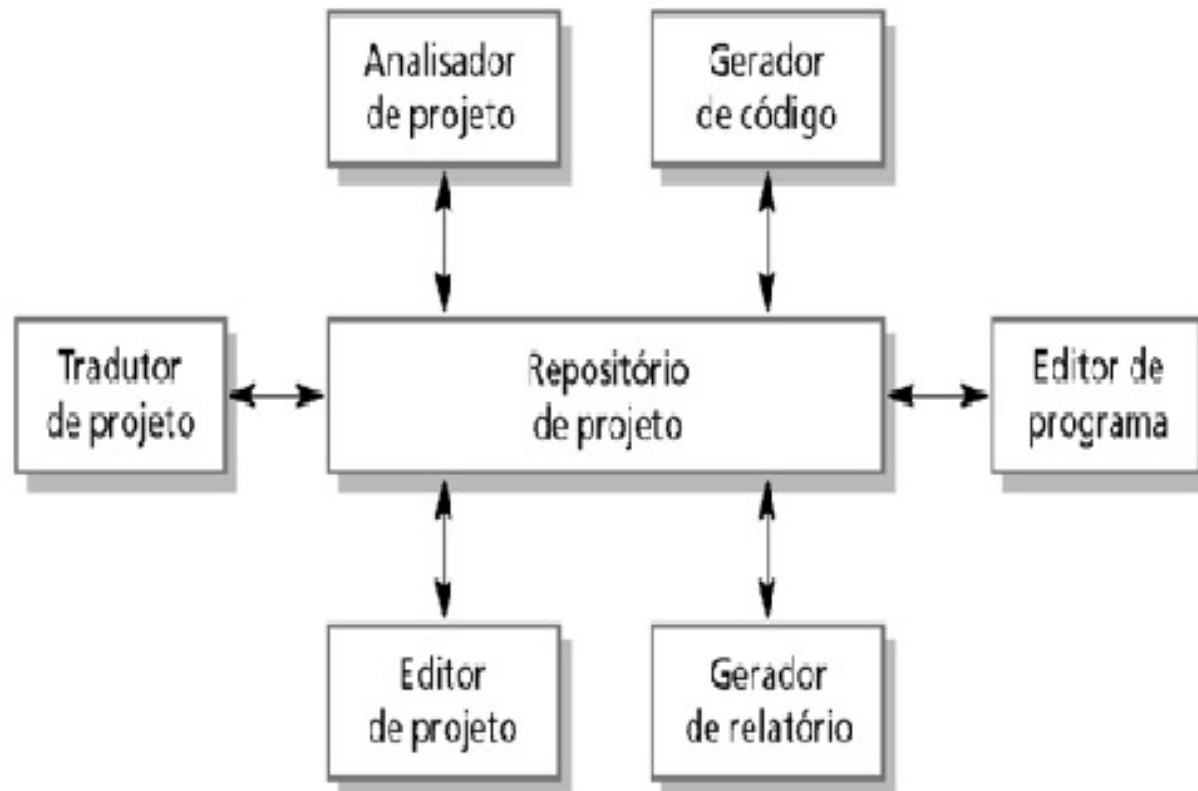 Analisador
de projeto
Gerador
de código
Tradutor
de projeto
Repositório
de projeto
Editor de
programa
Editor
de projeto
Gerador
de relatório